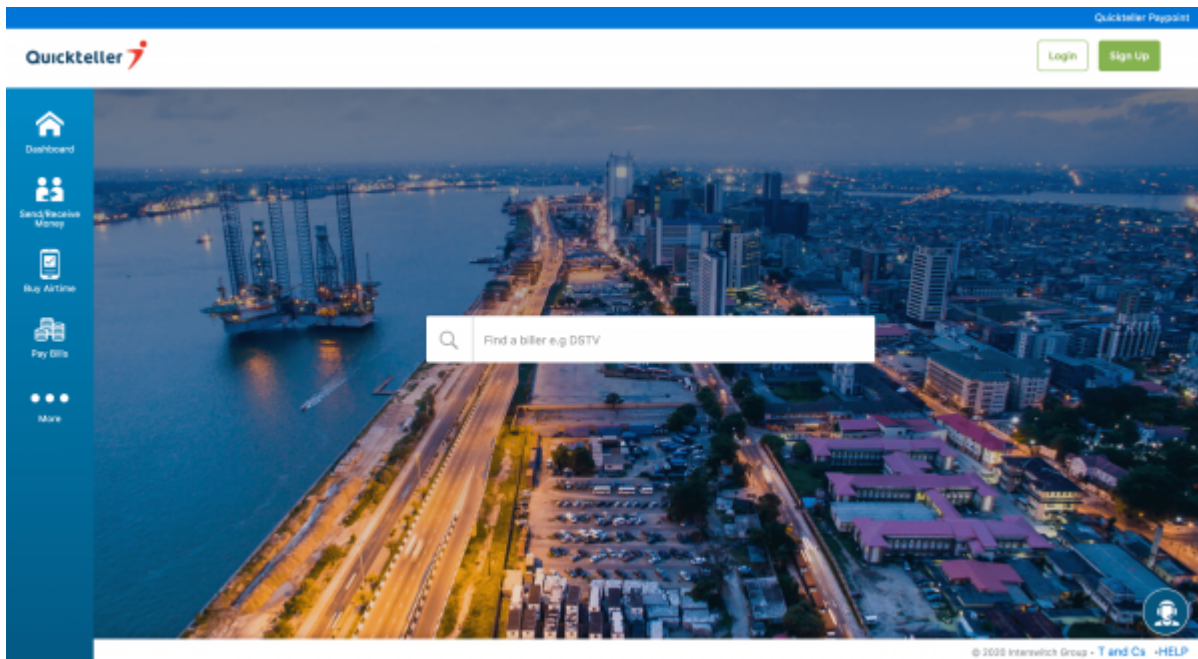 Quickteller Paypoint
Quickteller
Login
Sign Up
Dashboard
Send/Receive
Money
Buy Airtime
Pay Bills
More
Find a biller e.g DSTV
© 2020 Interswitch Group - T and Cs -HELP